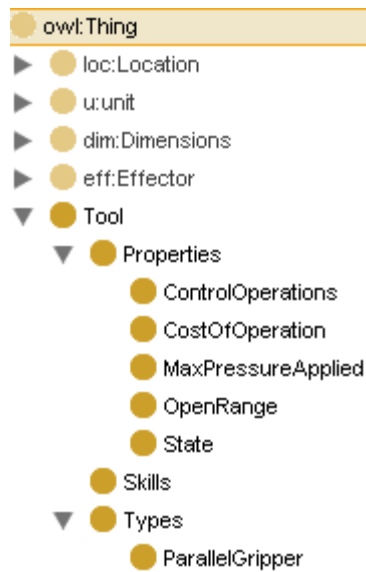 owl:Thing
loc:Location
u:unit
dim:Dimensions
eff:Effector
Tool
Properties
ControlOperations
CostOfOperation
MaxPressureApplied
OpenRange
State
Skills
Types
ParallelGripper